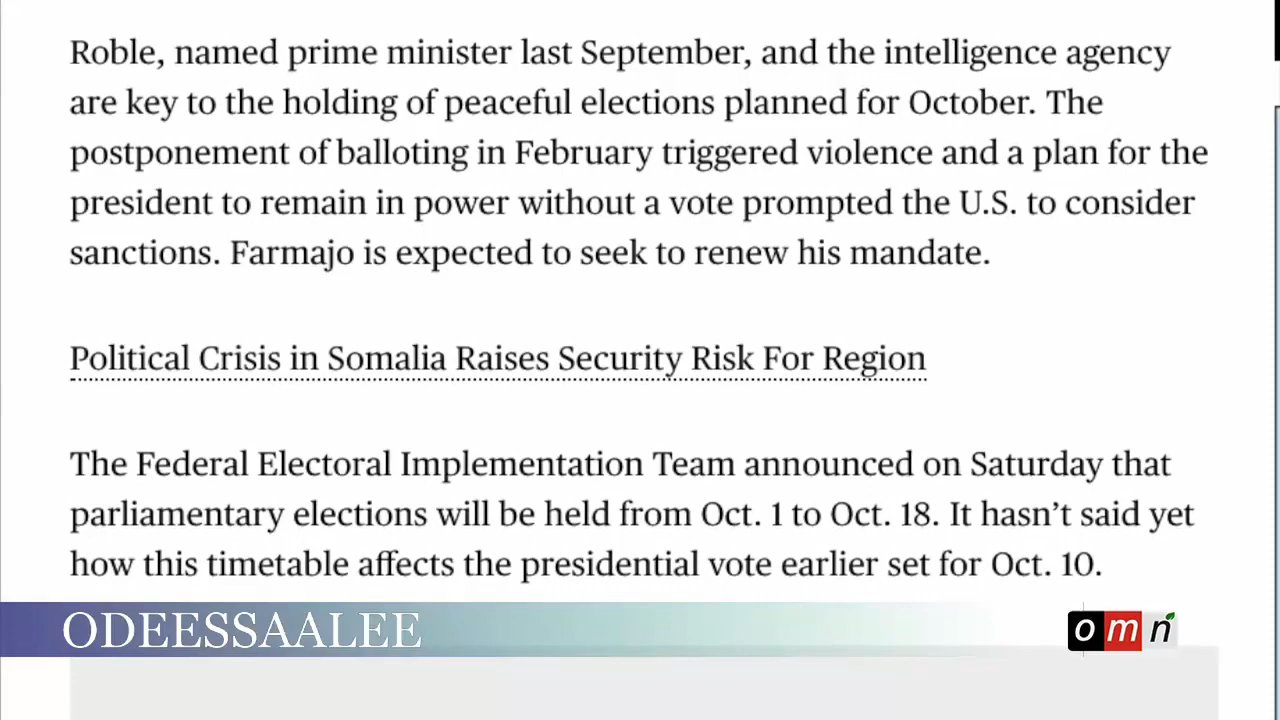 Roble, named prime minister last September, and the intelligence agency
are key to the holding of peaceful elections planned for October. The
postponement of balloting in February triggered violence and a plan for the
president to remain in power without a vote prompted the U.S. to consider
sanctions. Farmajo is expected to seek to renew his mandate.
Political Crisis in Somalia Raises Security Risk For Region
The Federal Electoral Implementation Team announced on Saturday that
parliamentary elections will be held from Oct. 1 to Oct. 18. It hasn’t said yet
how this timetable affects the presidential vote earlier set for Oct. 10.
ODEESSAALEE
omn